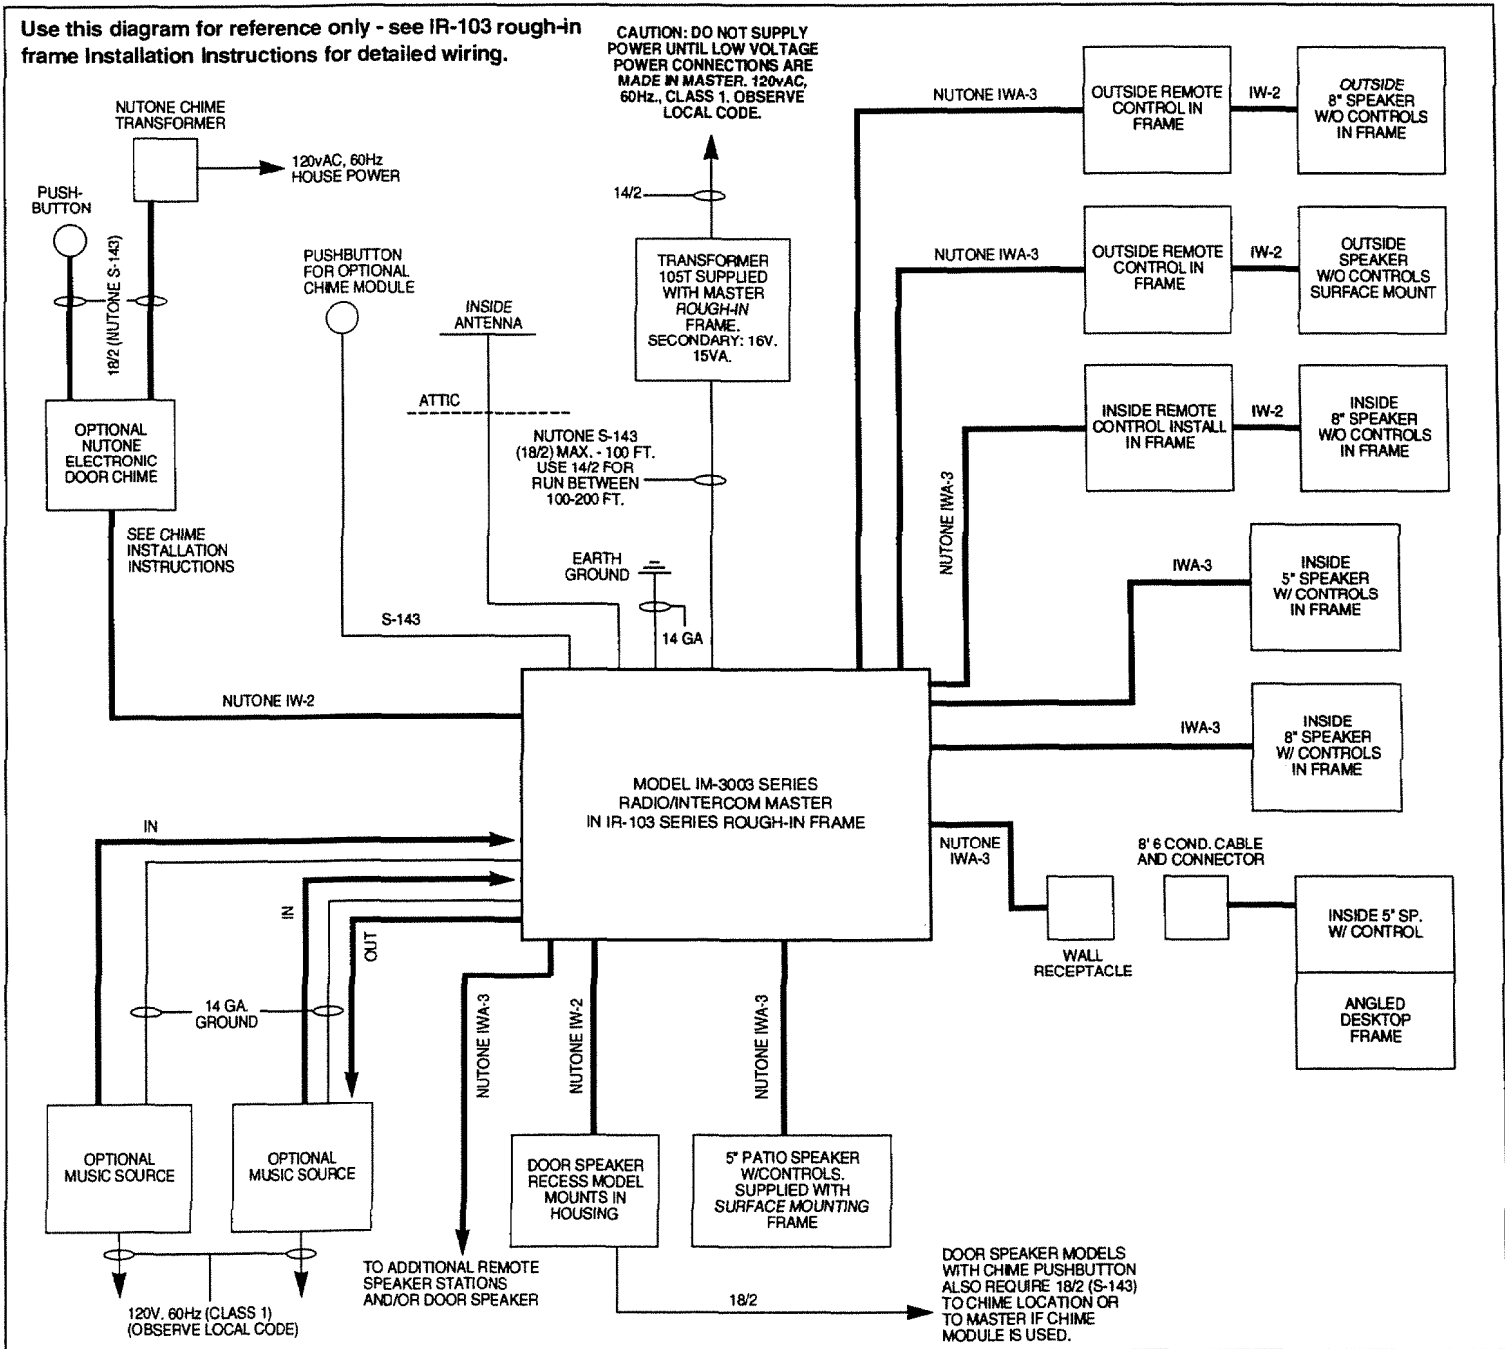 Use this diagram for reference only - see IR-103 rough-in
frame Installation Instructions for detailed wiring.
CAUTION: DO NOT SUPPLY
POWER UNTIL LOW VOLTAGE
POWER CONNECTIONS ARE
MADE IN MASTER. 120vAC,
60Hz., CLASS 1. OBSERVE
LOCAL CODE.
NUTONE CHIME
TRANSFORMER
120vAC, 60Hz
HOUSE POWER
PUSH-
BUTTON
18/2 (NUTONE S-143)
OPTIONAL
NUTONE
ELECTRONIC
DOOR CHIME
SEE CHIME
INSTALLATION
INSTRUCTIONS
NUTONE IW-2
PUSHBUTTON
FOR OPTIONAL
CHIME MODULE
S-143
INSIDE
ANTENNA
ATTIC
14/2
TRANSFORMER
105T SUPPLIED
WITH MASTER
ROUGH-IN
FRAME.
SECONDARY: 16V.
15VA.
NUTONE S-143
(18/2) MAX. - 100 FT.
USE 14/2 FOR
RUN BETWEEN
100-200 FT.
EARTH
GROUND
14 GA
NUTONE IWA-3
OUTSIDE REMOTE
CONTROL IN
FRAME
IW-2
OUTSIDE
8" SPEAKER
W/O CONTROLS
IN FRAME
NUTONE IWA-3
OUTSIDE REMOTE
CONTROL IN
FRAME
IW-2
OUTSIDE
SPEAKER
W/O CONTROLS
SURFACE MOUNT
NUTONE IWA-3
INSIDE REMOTE
CONTROL INSTALL
IN FRAME
IW-2
INSIDE
8" SPEAKER
W/O CONTROLS
IN FRAME
IWA-3
INSIDE
5" SPEAKER
W/ CONTROLS
IN FRAME
IWA-3
INSIDE
8" SPEAKER
W/ CONTROLS
IN FRAME
MODEL IM-3003 SERIES
RADIO/INTERCOM MASTER
IN IR-103 SERIES ROUGH-IN FRAME
NUTONE
IWA-3
WALL
RECEPTACLE
8' 6 COND. CABLE
AND CONNECTOR
INSIDE 5" SP.
W/ CONTROL
ANGLED
DESKTOP
FRAME
IN
IN
OUT
14 GA.
GROUND
OPTIONAL
MUSIC SOURCE
OPTIONAL
MUSIC SOURCE
120V. 60Hz (CLASS 1)
(OBSERVE LOCAL CODE)
NUTONE IWA-3
TO ADDITIONAL REMOTE
SPEAKER STATIONS
AND/OR DOOR SPEAKER
NUTONE IW-2
DOOR SPEAKER
RECESS MODEL
MOUNTS IN
HOUSING
NUTONE IWA-3
5" PATIO SPEAKER
W/CONTROLS.
SUPPLIED WITH
SURFACE MOUNTING
FRAME
18/2
DOOR SPEAKER MODELS
WITH CHIME PUSHBUTTON
ALSO REQUIRE 18/2 (S-143)
TO CHIME LOCATION OR
TO MASTER IF CHIME
MODULE IS USED.